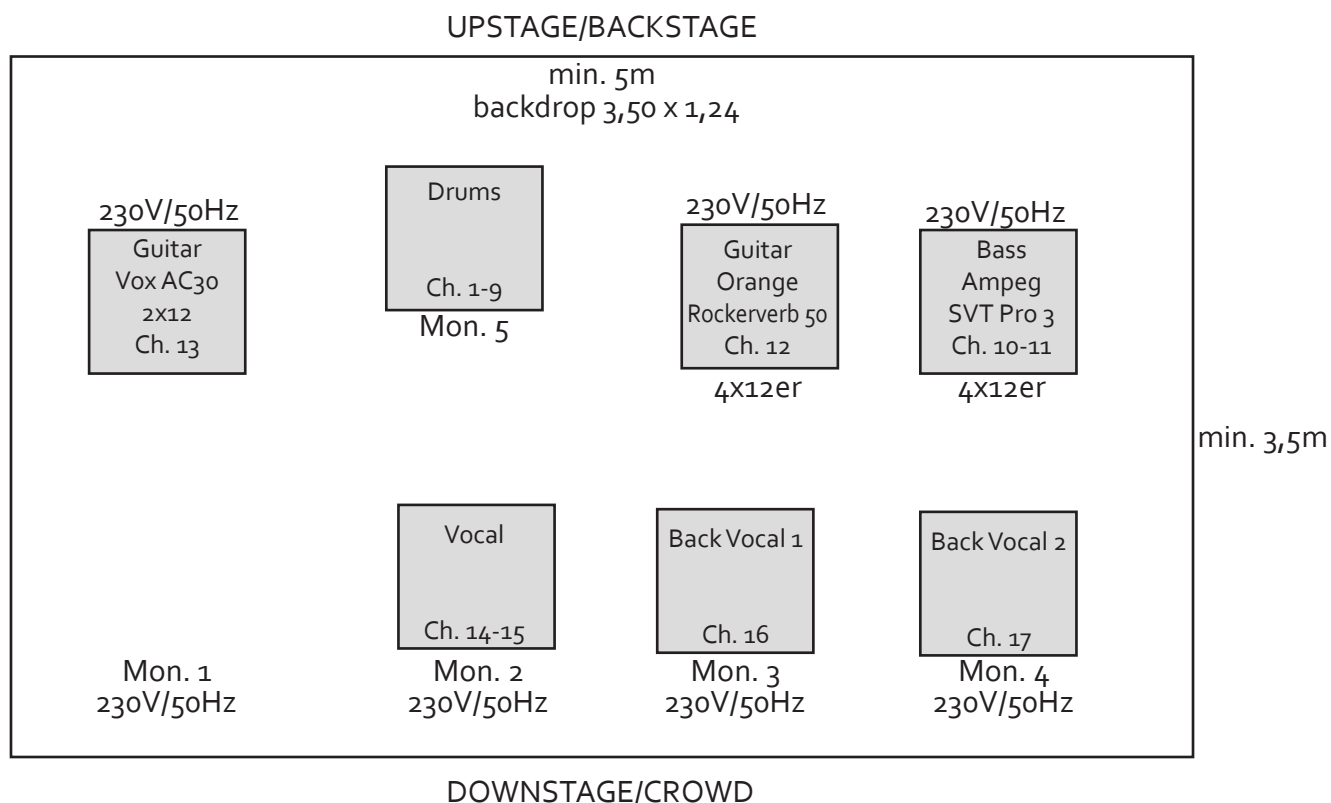 UPSTAGE/BACKSTAGE
min. 5m
backdrop 3,50 x 1,24
230V/50Hz
Guitar
Vox AC30
2x12
Ch. 13
Drums
Ch. 1-9
Mon. 5
230V/50Hz
Guitar
Orange
Rockerverb 50
Ch. 12
4x12er
230V/50Hz
Bass
Ampeg
SVT Pro 3
Ch. 10-11
4x12er
min. 3,5m
Mon. 1
230V/50Hz
Vocal
Ch. 14-15
Mon. 2
230V/50Hz
Back Vocal 1
Ch. 16
Mon. 3
230V/50Hz
Back Vocal 2
Ch. 17
Mon. 4
230V/50Hz
DOWNSTAGE/CROWD